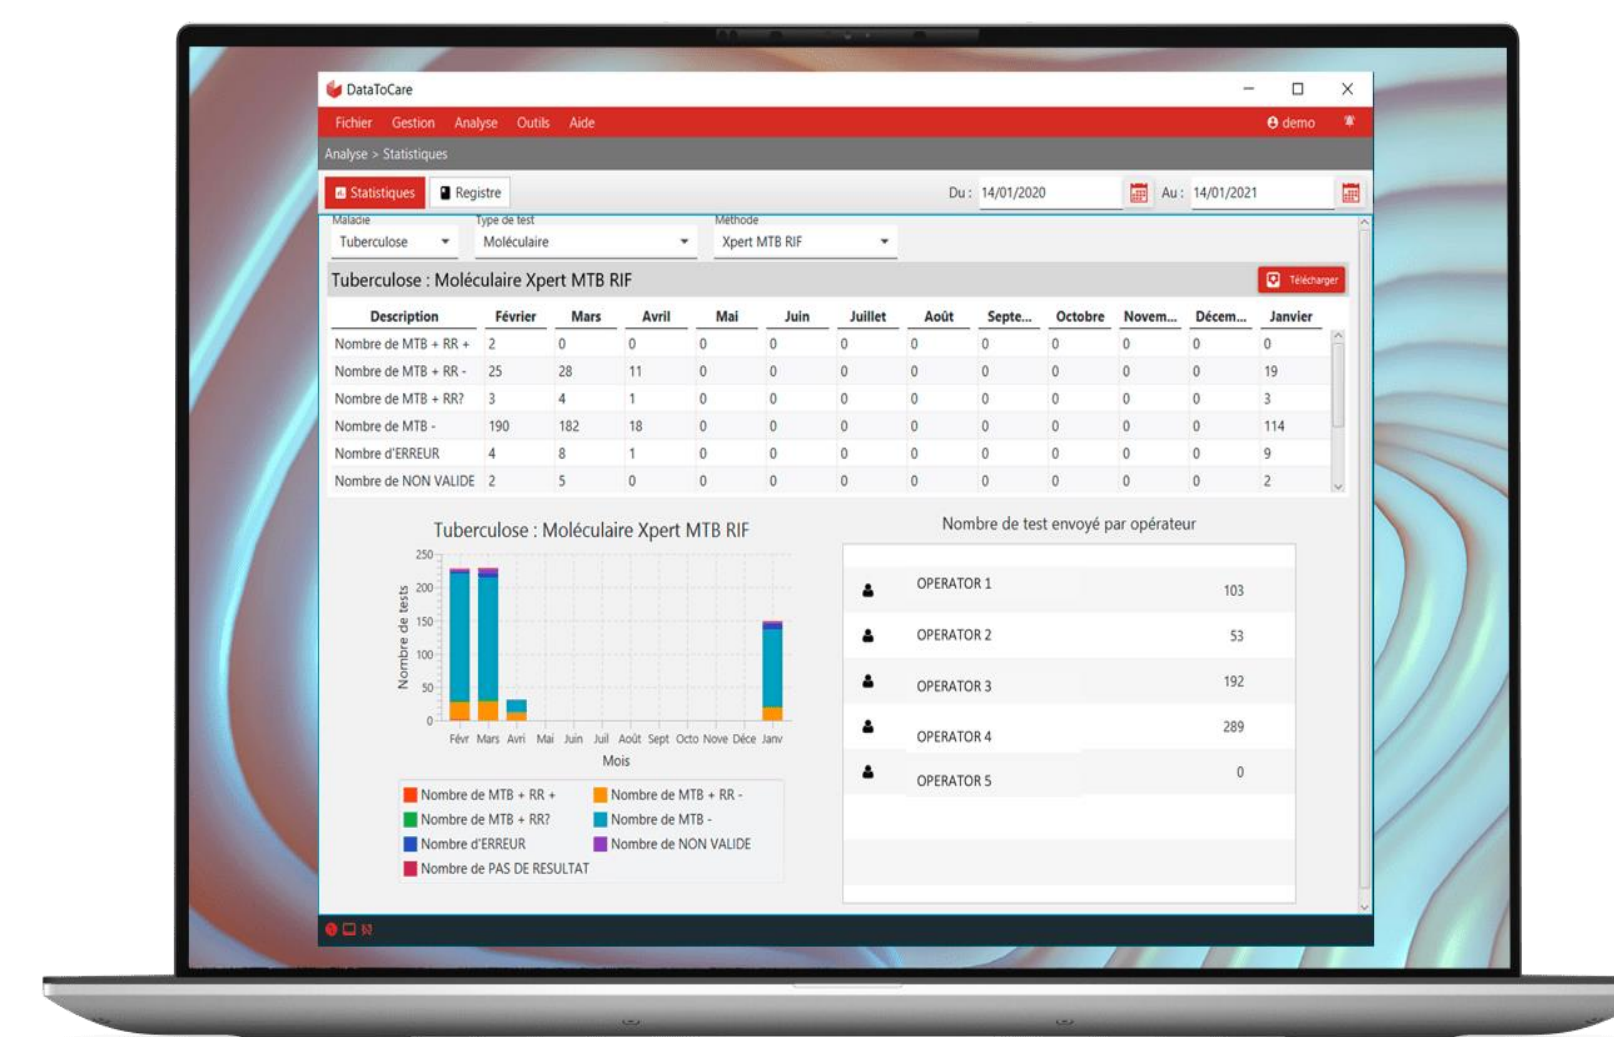 DataToCare
Fichier Gestion Analyse Outils Aide demo
Analyse > Statistiques
Statistiques Registre Du : 14/01/2020 Au : 14/01/2021
Maladie Type de test Méthode
Tuberculose Moléculaire Xpert MTB RIF
Tuberculose : Moléculaire Xpert MTB RIF Télécharger
Description Février Mars Avril Mai Juin Juillet Août Septe... Octobre Novem... Décem... Janvier
Nombre de MTB + RR + 2 0 0 0 0 0 0 0 0 0 0 0
Nombre de MTB + RR - 25 28 11 0 0 0 0 0 0 0 0 19
Nombre de MTB + RR? 3 4 1 0 0 0 0 0 0 0 0 3
Nombre de MTB - 190 182 18 0 0 0 0 0 0 0 0 114
Nombre d'ERREUR 4 8 1 0 0 0 0 0 0 0 0 9
Nombre de NON VALIDE 2 5 0 0 0 0 0 0 0 0 0 2
Tuberculose : Moléculaire Xpert MTB RIF
250
200
150
100
50
0
Nombre de tests
Févr Mars Avri Mai Juin Juil Août Sept Octo Nove Déce Janv
Mois
Nombre de MTB + RR + Nombre de MTB + RR -
Nombre de MTB + RR? Nombre de MTB -
Nombre d'ERREUR Nombre de NON VALIDE
Nombre de PAS DE RESULTAT
Nombre de test envoyé par opérateur
OPERATOR 1 103
OPERATOR 2 53
OPERATOR 3 192
OPERATOR 4 289
OPERATOR 5 0